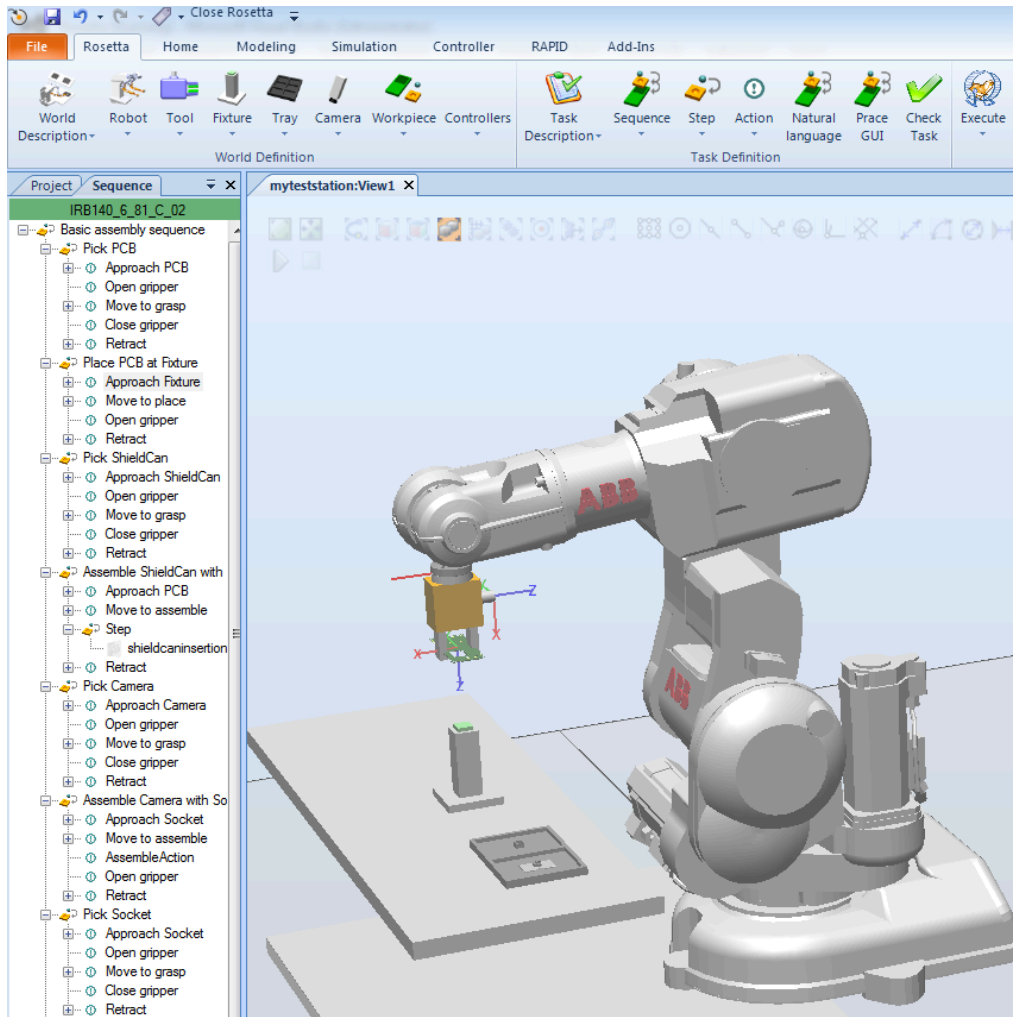 Close Rosetta
File Rosetta Home Modeling Simulation Controller RAPID Add-Ins
World Description Robot Tool Fixture Tray Camera Workpiece Controllers
Task Description Sequence Step Action Natural language Prace GUI Check Task Execute
World Definition Task Definition
Project Sequence myteststation:View1
IRB140_6_81_C_02
Basic assembly sequence
Pick PCB
Approach PCB
Open gripper
Move to grasp
Close gripper
Retract
Place PCB at Fixture
Approach Fixture
Move to place
Open gripper
Retract
Pick ShieldCan
Approach ShieldCan
Open gripper
Move to grasp
Close gripper
Retract
Assemble ShieldCan with
Approach PCB
Move to assemble
Step
shieldcaninsertion
Retract
Pick Camera
Approach Camera
Open gripper
Move to grasp
Close gripper
Retract
Assemble Camera with So
Approach Socket
Move to assemble
AssembleAction
Open gripper
Retract
Pick Socket
Approach Socket
Open gripper
Move to grasp
Close gripper
Retract
ABB
X
Z
X
X
Z
ABB